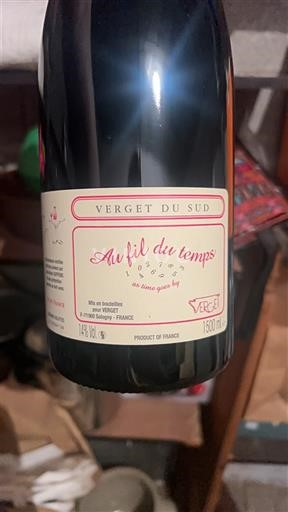 VERGET DU SUD
Au fil du temps
as time goes by
Mis en bouteilles
pour VERGET
F-71960 Sologny - FRANCE
VERGET
14% Vol.
PRODUCT OF FRANCE
1500 ml